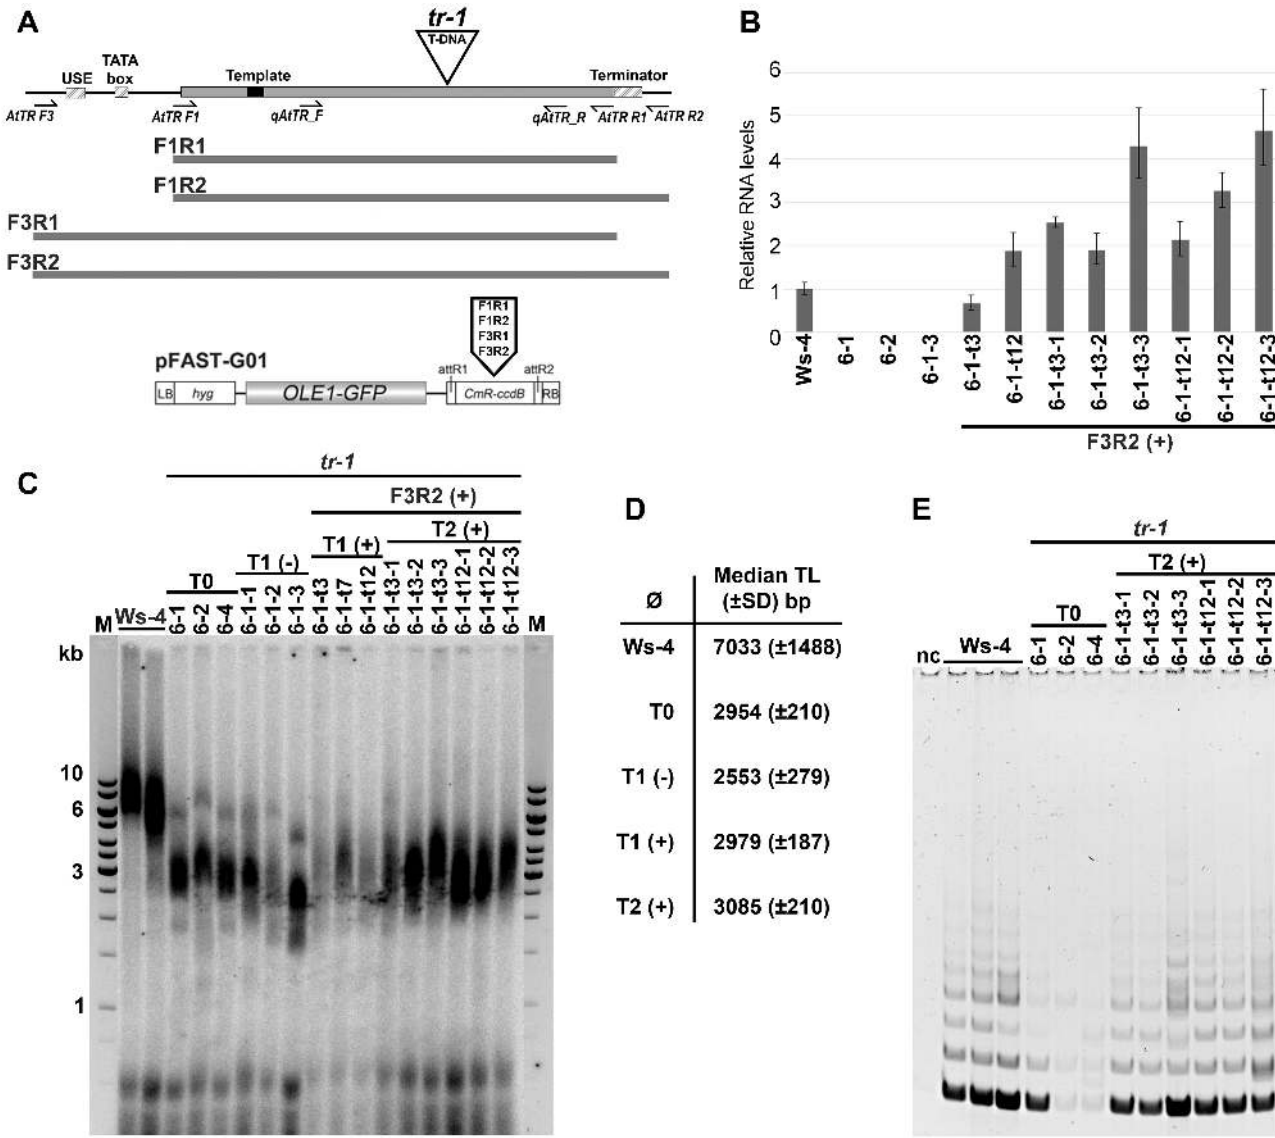 A
tr-1
T-DNA
USE
TATA
box
Template
Terminator
AtTR F3
AtTR F1
qAtTR_F
qAtTR_R
AtTR R1
AtTR R2
F1R1
F1R2
F3R1
F3R2
F1R1
F1R2
F3R1
F3R2
pFAST-G01
attR1
attR2
LB
hyg
OLE1-GFP
CmR-ccdB
RB
B
Relative RNA levels
6
5
4
3
2
1
0
Ws-4
6-1
6-2
6-1-3
6-1-t3
6-1-t12
6-1-t3-1
6-1-t3-2
6-1-t3-3
6-1-t12-1
6-1-t12-2
6-1-t12-3
F3R2 (+)
C
tr-1
F3R2 (+)
T2 (+)
T1 (+)
T1 (-)
T0
M
Ws-4
6-1
6-2
6-4
6-1-1
6-1-2
6-1-3
6-1-t3
6-1-t7
6-1-t12
6-1-t3-1
6-1-t3-2
6-1-t3-3
6-1-t12-1
6-1-t12-2
6-1-t12-3
M
kb
10
6
3
1
D
Ø Median TL (±SD) bp
Ws-4 7033 (±1488)
T0 2954 (±210)
T1 (-) 2553 (±279)
T1 (+) 2979 (±187)
T2 (+) 3085 (±210)
E
tr-1
T2 (+)
T0
nc
Ws-4
6-1
6-2
6-4
6-1-t3-1
6-1-t3-2
6-1-t3-3
6-1-t12-1
6-1-t12-2
6-1-t12-3